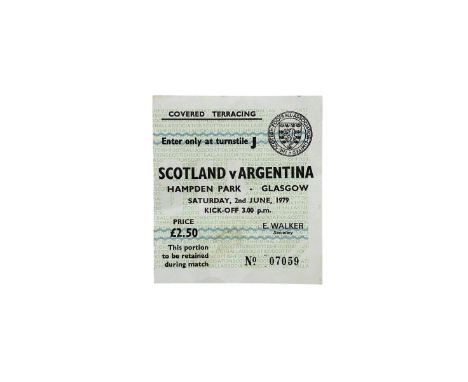 COVERED TERRACING
Enter only at turnstile J
SCOTLAND v ARGENTINA
HAMPDEN PARK - GLASGOW
SATURDAY, 2nd JUNE, 1979
KICK-OFF 3.00 p.m.
PRICE
£2.50
E. WALKER
Secretary
This portion
to be retained
during match
Nº 07059